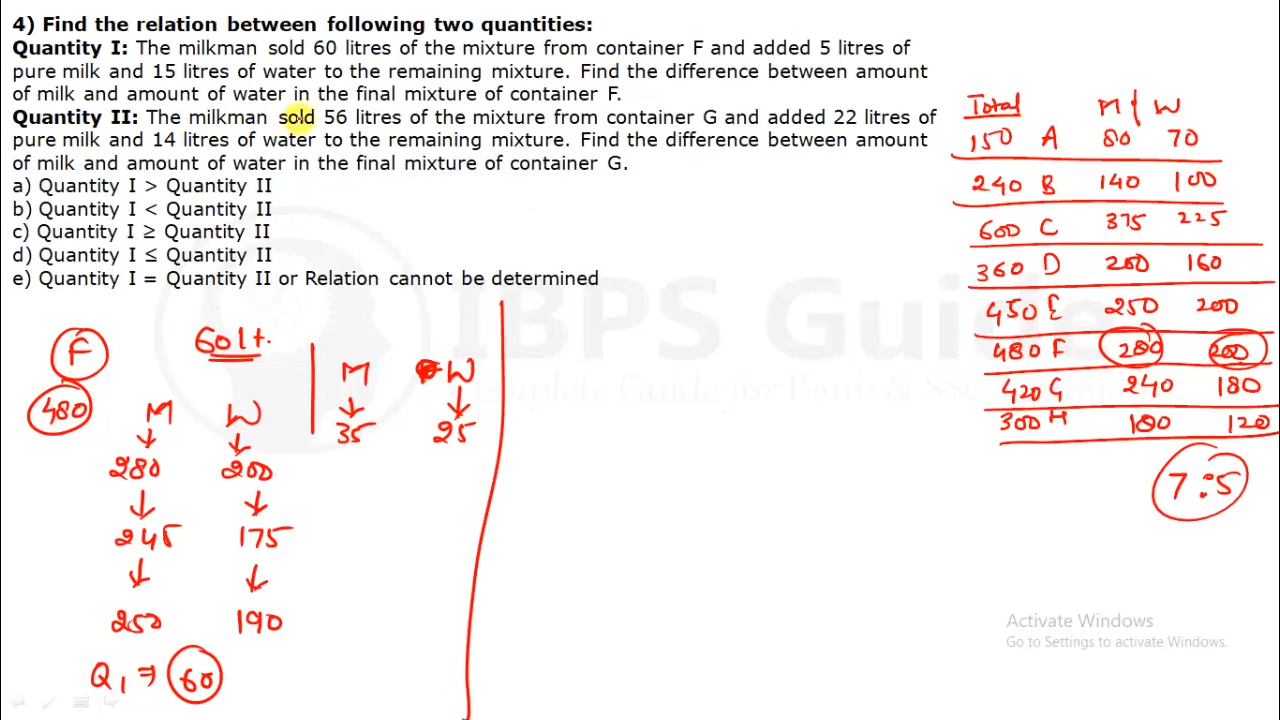 4) Find the relation between following two quantities:
Quantity I: The milkman sold 60 litres of the mixture from container F and added 5 litres of
pure milk and 15 litres of water to the remaining mixture. Find the difference between amount
of milk and amount of water in the final mixture of container F.
Quantity II: The milkman sold 56 litres of the mixture from container G and added 22 litres of
pure milk and 14 litres of water to the remaining mixture. Find the difference between amount
of milk and amount of water in the final mixture of container G.
a) Quantity I > Quantity II
b) Quantity I < Quantity II
c) Quantity I ≥ Quantity II
d) Quantity I ≤ Quantity II
e) Quantity I = Quantity II or Relation cannot be determined
Total M W
150 A 80 70
240 B 140 100
600 C 375 225
360 D 200 160
450 E 250 200
480 F 280 200
420 G 240 180
300 H 180 120
7:5
F 60 lt.
480 M W M W
35 25
280 200
245 175
250 190
Q1 ⇒ 60
IBPS Guide
Complete Guide for Bank & SSC
Activate Windows
Go to Settings to activate Windows.